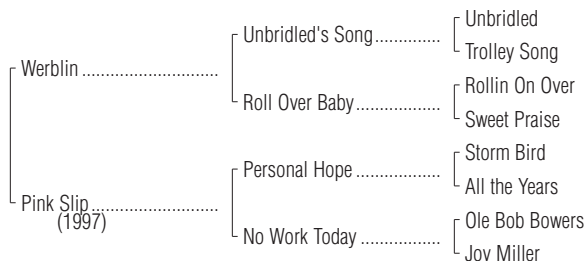 Unbridled
Unbridled's Song
Trolley Song
Werblin
Rollin On Over
Roll Over Baby
Sweet Praise
Storm Bird
Personal Hope
All the Years
Pink Slip
(1997)
Ole Bob Bowers
No Work Today
Joy Miller